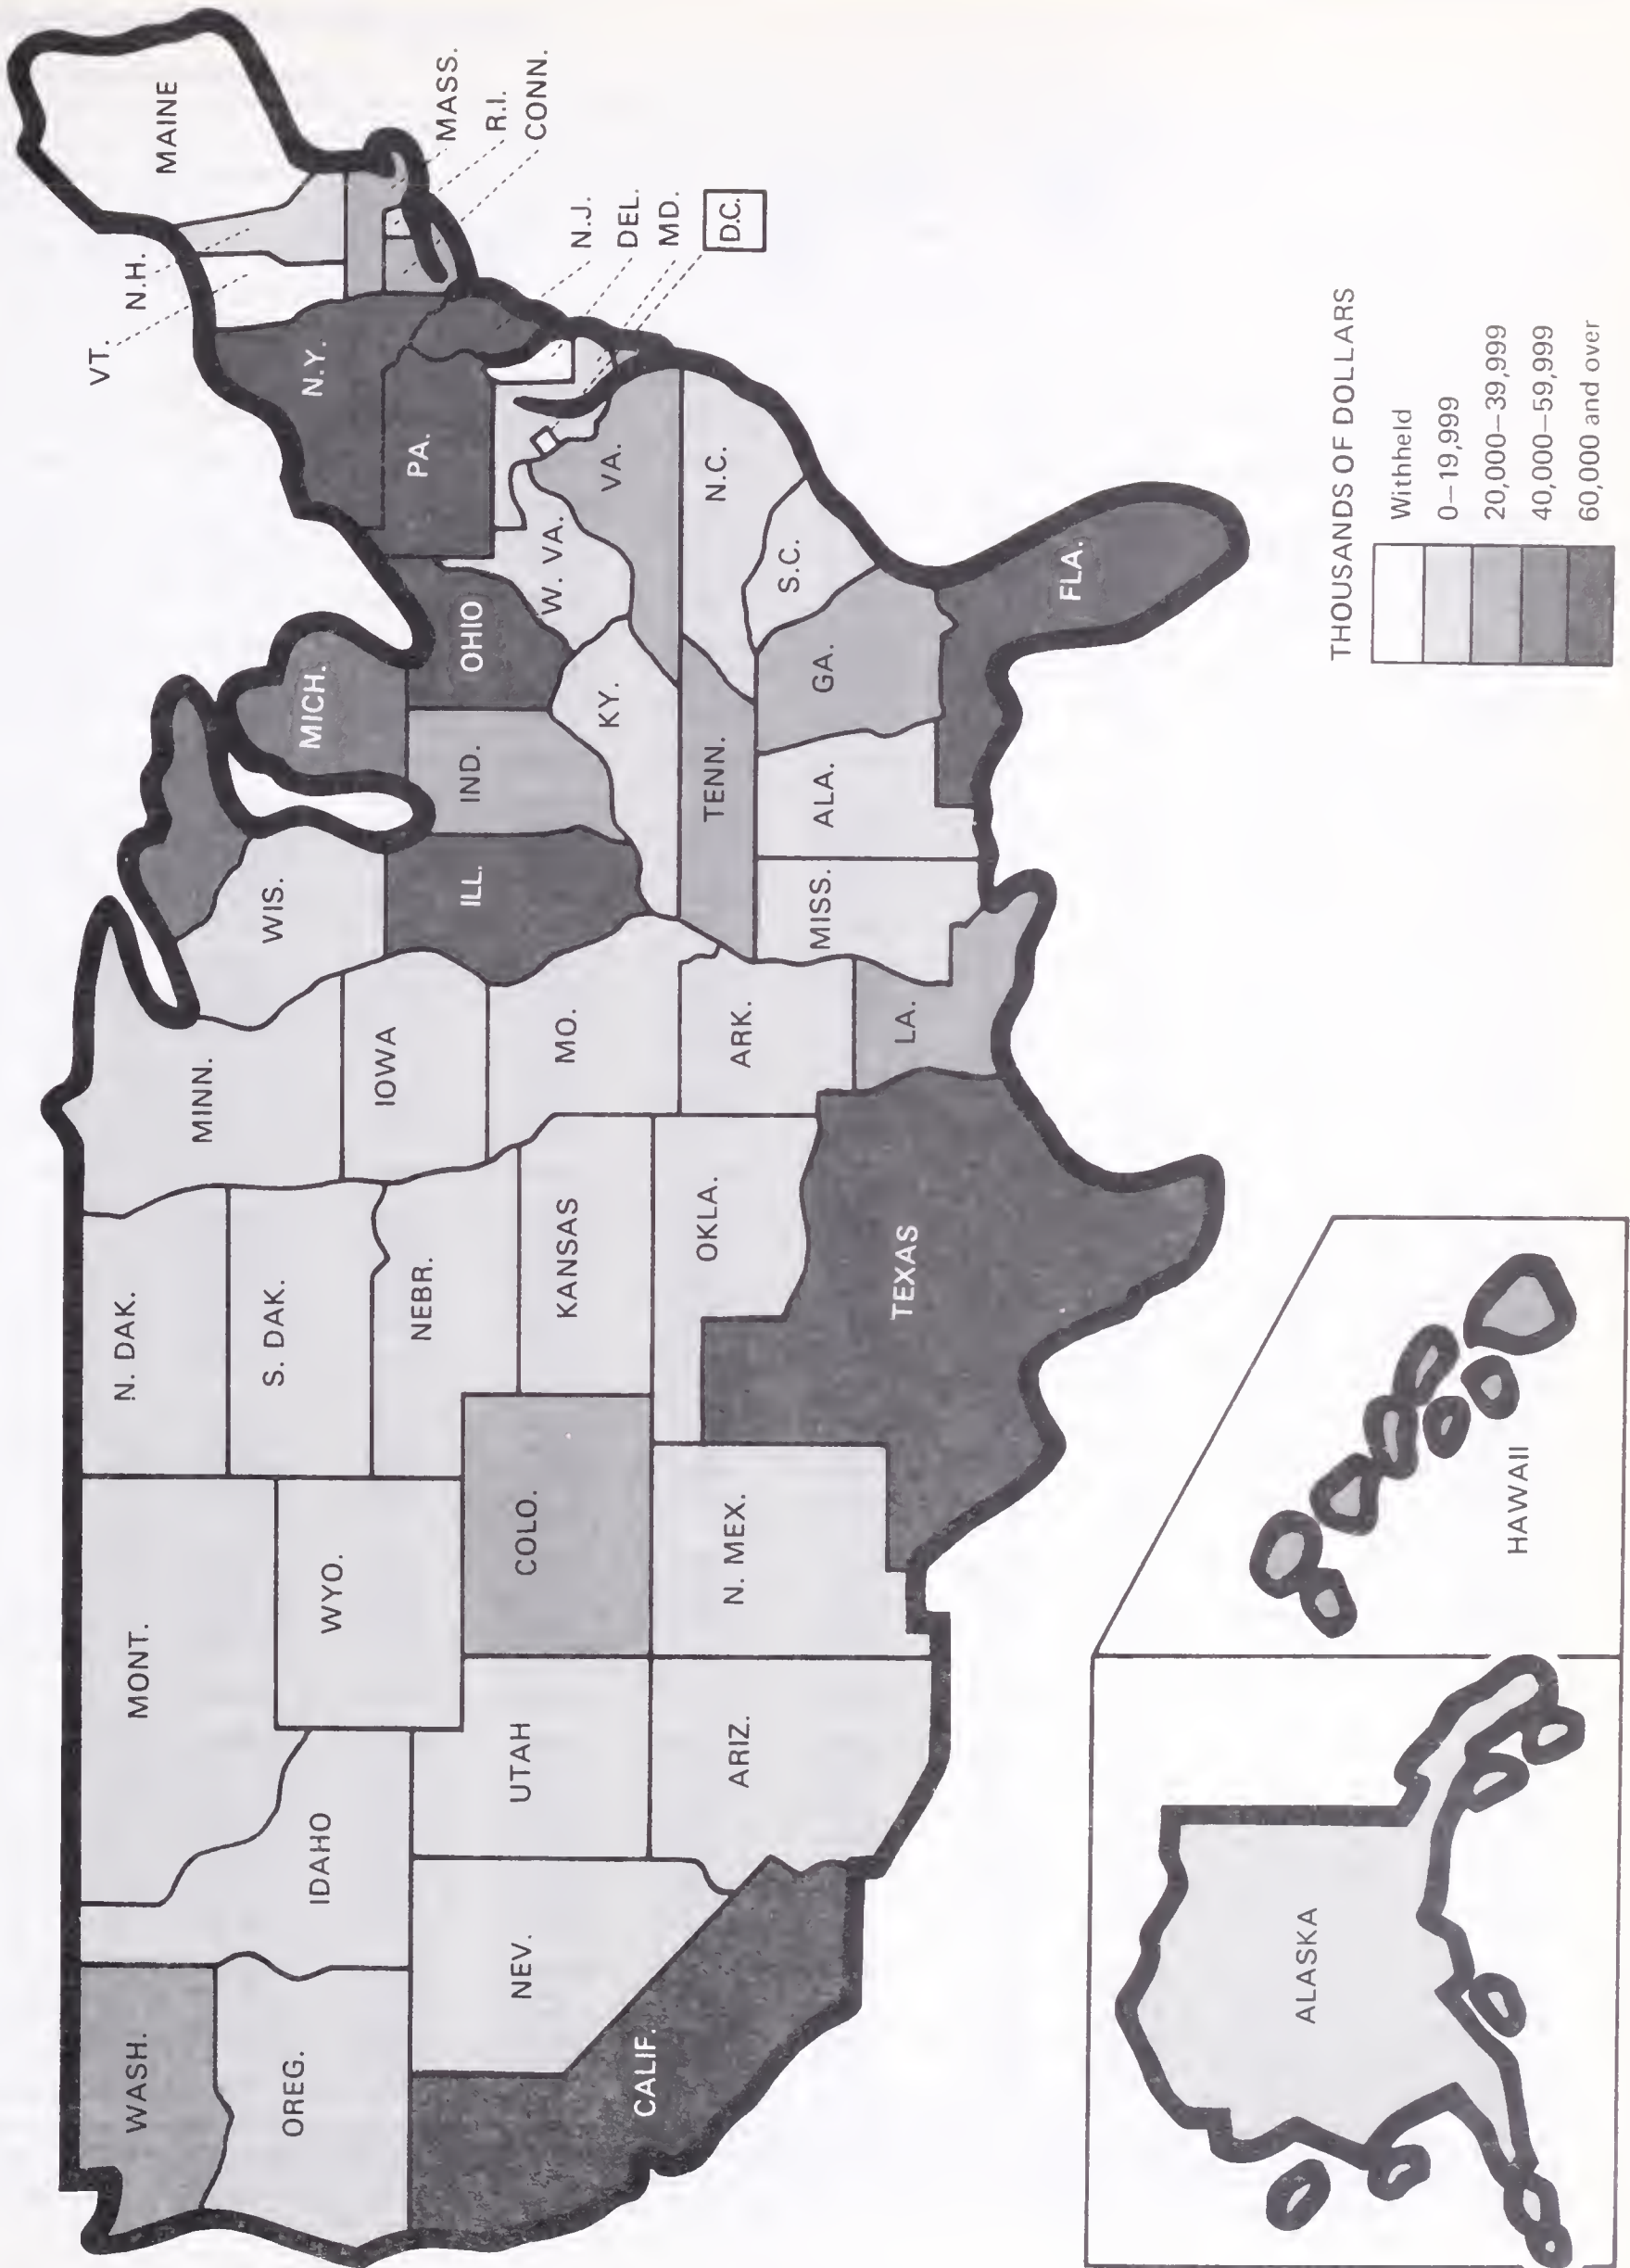 WASH.
OREG.
CALIF.
NEV.
IDAHO
MONT.
WYO.
UTAH
ARIZ.
COLO.
N. MEX.
N. DAK.
S. DAK.
NEBR.
KANSAS
OKLA.
TEXAS
MINN.
IOWA
MO.
ARK.
LA.
WIS.
ILL.
MICH.
IND.
OHIO
KY.
TENN.
MISS.
ALA.
GA.
FLA.
S.C.
N.C.
VA.
W. VA.
PA.
N.Y.
VT.
N.H.
MAINE
MASS.
R.I.
CONN.
N.J.
DEL.
MD.
D.C.
ALASKA
HAWAII
THOUSANDS OF DOLLARS
Withheld
0–19,999
20,000–39,999
40,000–59,999
60,000 and over